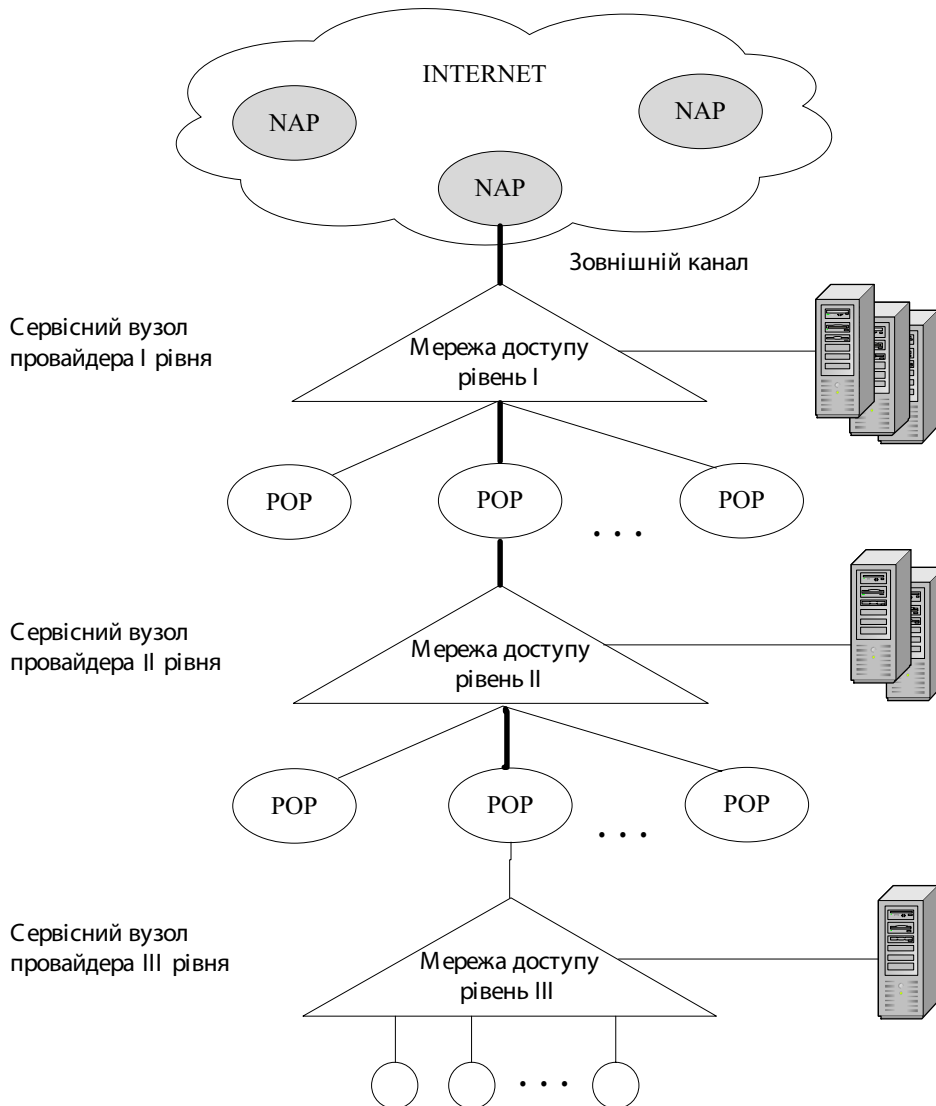 INTERNET
NAP
NAP
NAP
Зовнішній канал
Сервісний вузол
провайдера I рівня
Мережа доступу
рівень I
POP
POP
POP
. . .
Сервісний вузол
провайдера II рівня
Мережа доступу
рівень II
POP
POP
POP
. . .
Сервісний вузол
провайдера III рівня
Мережа доступу
рівень III
. . .